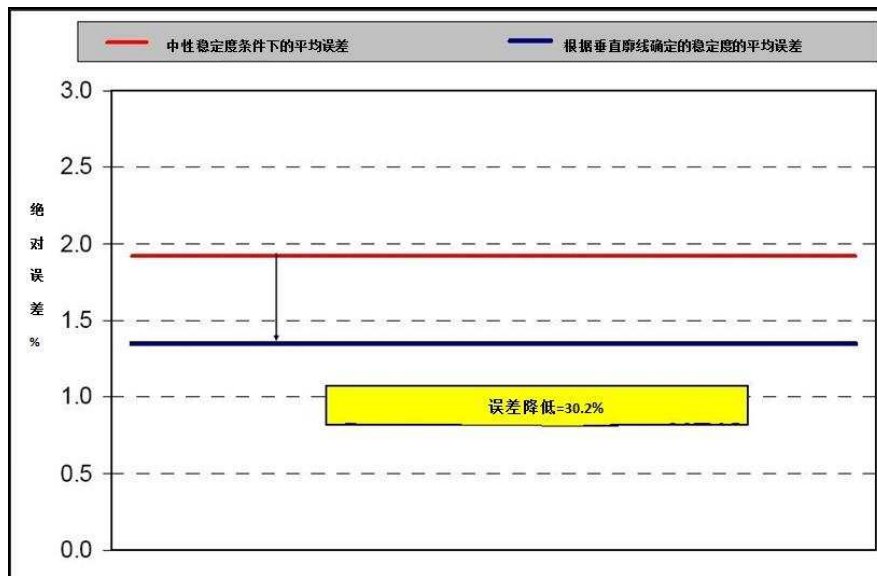 中性稳定度条件下的平均误差
根据垂直廓线确定的稳定度的平均误差
3.0
2.5
2.0
1.5
1.0
0.5
0.0
绝
对
误
差
%
误差降低=30.2%